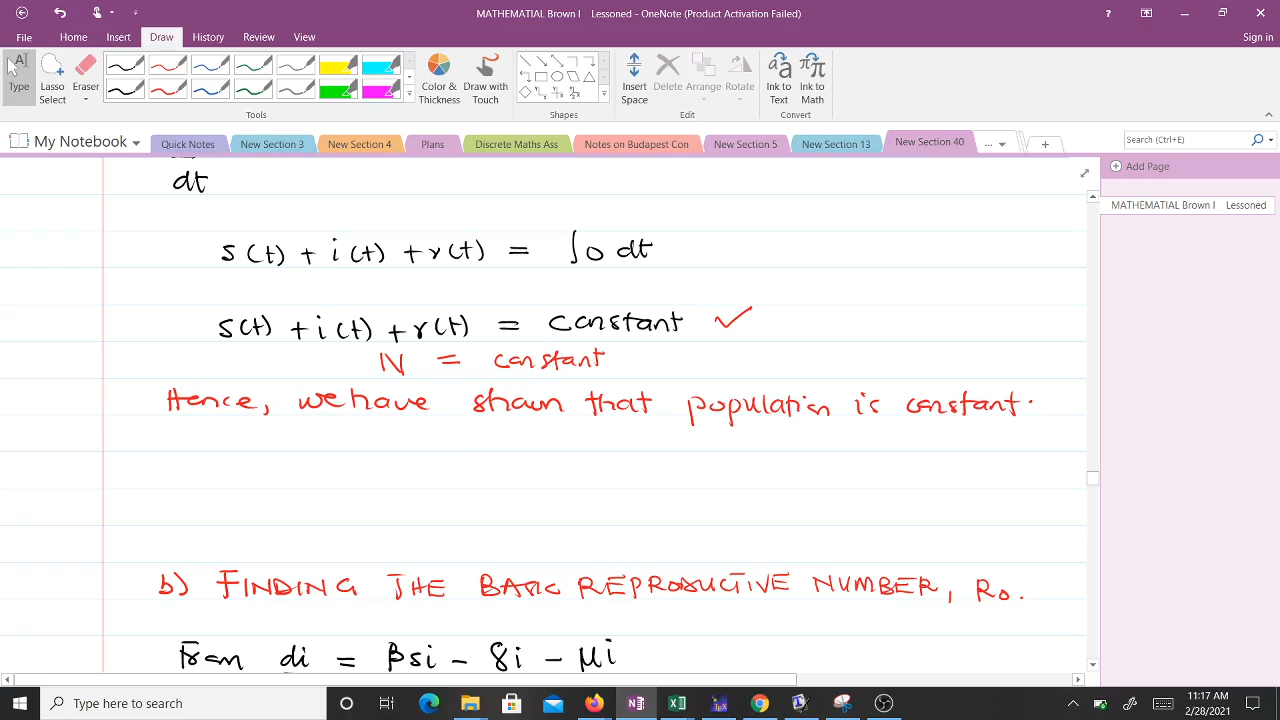 MATHEMATIAL Brown I    Lessoned - OneNote (Product Activation Failed)
File Insert Draw History Review View Sign in
Type Lasso Select Eraser Color & Thickness Draw with Touch Insert Space Delete Arrange Rotate Ink to Text Ink to Math
Tools Shapes Edit Convert
My Notebook Quick Notes New Section 3 New Section 4 Plans Discrete Maths Ass Notes on Budapest Con New Section 5 New Section 13 New Section 40 ... Search (Ctrl+E)
Add Page
MATHEMATIAL Brown I    Lessoned
dt
s(t) + i(t) + r(t) = ∫0 dt
s(t) + i(t) + r(t) = constant ✓
N = constant
Hence, we have shown that population is constant.
b) FINDING THE BASIC REPRODUCTIVE NUMBER, R₀.
From di = βsi - γi - μi
Type here to search
11:17 AM
2/28/2021